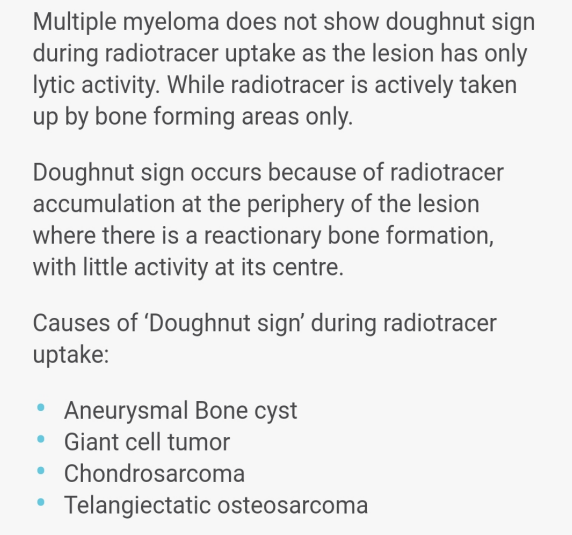 Multiple myeloma does not show doughnut sign
during radiotracer uptake as the lesion has only
lytic activity. While radiotracer is actively taken
up by bone forming areas only.
Doughnut sign occurs because of radiotracer
accumulation at the periphery of the lesion
where there is a reactionary bone formation,
with little activity at its centre.
Causes of ‘Doughnut sign’ during radiotracer
uptake:
• Aneurysmal Bone cyst
• Giant cell tumor
• Chondrosarcoma
• Telangiectatic osteosarcoma